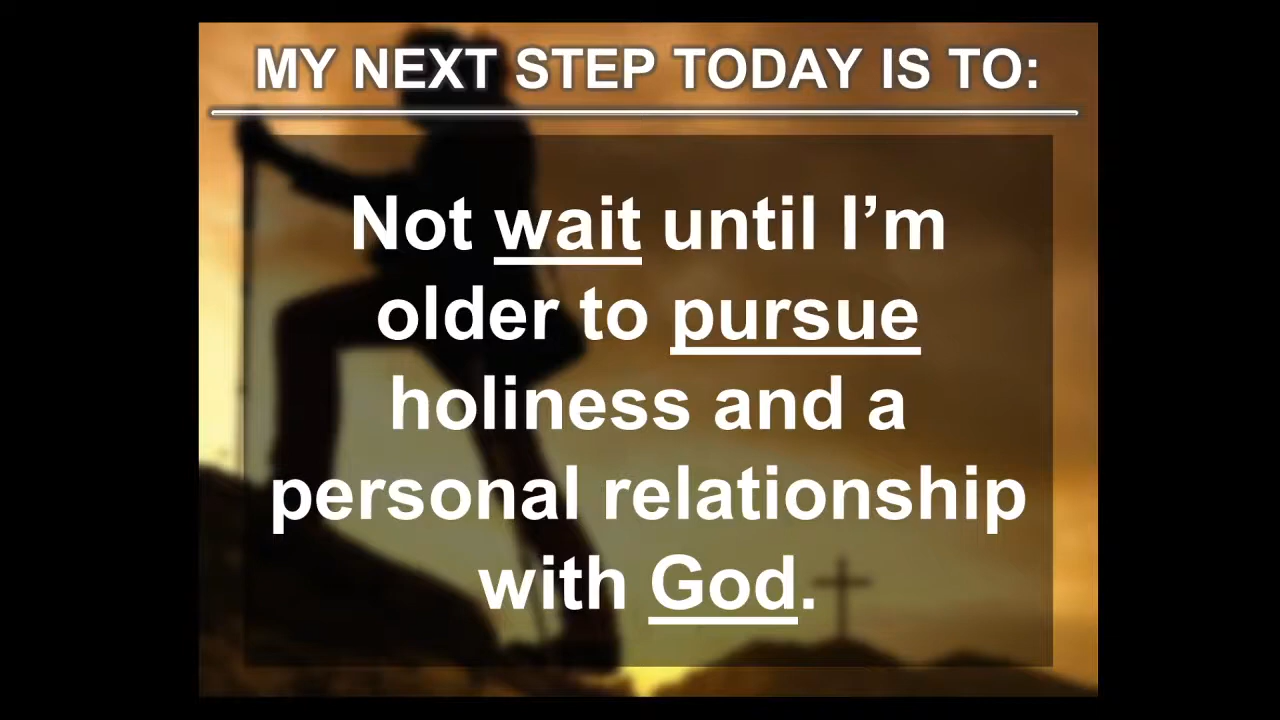 MY NEXT STEP TODAY IS TO:
Not wait until I’m
older to pursue
holiness and a
personal relationship
with God.